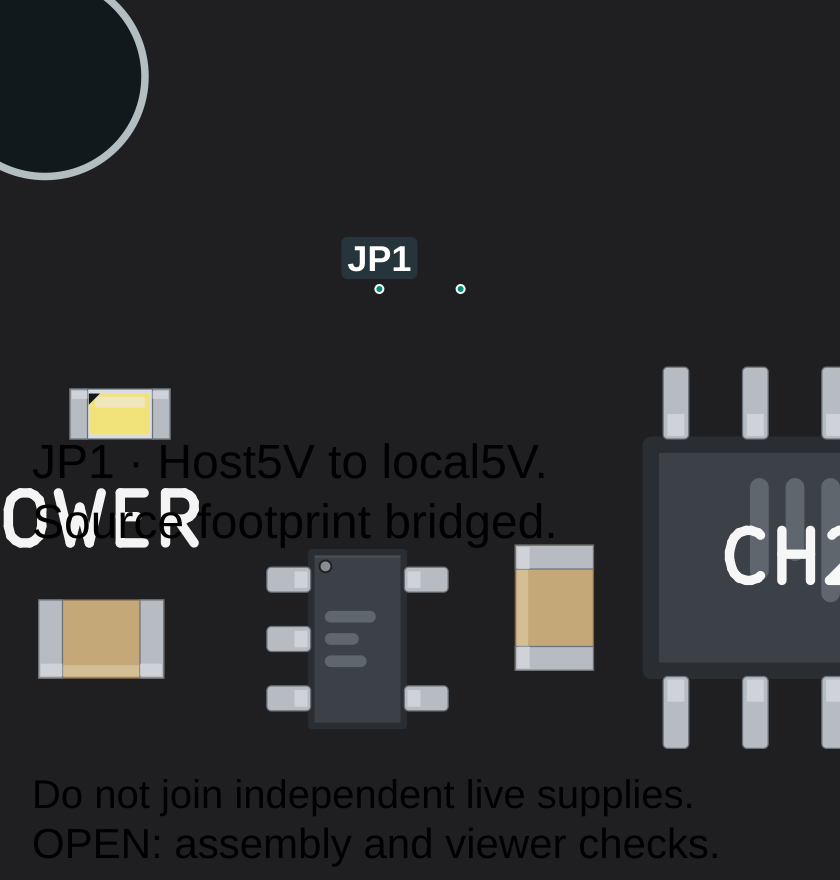 JP1
JP1 · Host5V to local5V.
OWER
Source footprint bridged.
CH2
Do not join independent live supplies.
OPEN: assembly and viewer checks.